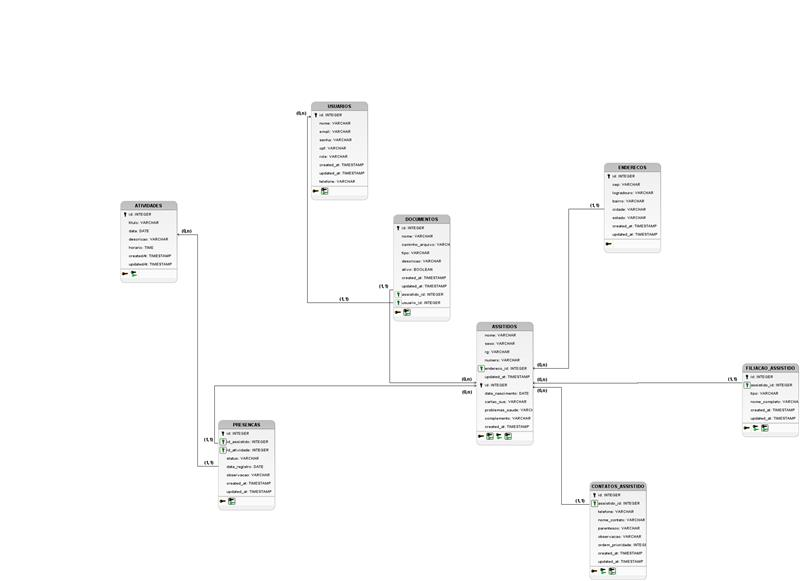 USUARIOS
id: INTEGER
nome: VARCHAR
email: VARCHAR
senha: VARCHAR
cpf: VARCHAR
role: VARCHAR
created_at: TIMESTAMP
updated_at: TIMESTAMP
telefone: VARCHAR
(0,n)
(1,1)
ENDERECOS
id: INTEGER
cep: VARCHAR
logradouro: VARCHAR
bairro: VARCHAR
cidade: VARCHAR
estado: VARCHAR
created_at: TIMESTAMP
updated_at: TIMESTAMP
(1,1)
(0,n)
ATIVIDADES
id: INTEGER
titulo: VARCHAR
data: DATE
descricao: VARCHAR
horario: TIME
createdAt: TIMESTAMP
updatedAt: TIMESTAMP
(0,n)
(1,1)
DOCUMENTOS
id: INTEGER
nome: VARCHAR
caminho_arquivo: VARCH
tipo: VARCHAR
descricao: VARCHAR
ativo: BOOLEAN
created_at: TIMESTAMP
updated_at: TIMESTAMP
assistido_id: INTEGER
usuario_id: INTEGER
(1,1)
(0,n)
ASSITIDOS
nome: VARCHAR
sexo: VARCHAR
rg: VARCHAR
numero: VARCHAR
endereco_id: INTEGER
updated_at: TIMESTAMP
id: INTEGER
data_nascimento: DATE
cartao_sus: VARCHAR
problemas_saude: VARCH
complemento: VARCHAR
created_at: TIMESTAMP
(0,n)
(0,n)
(0,n)
FILIACAO_ASSISTIDO
id: INTEGER
assistido_id: INTEGER
tipo: VARCHAR
nome_completo: VARCHA
created_at: TIMESTAMP
updated_at: TIMESTAMP
(1,1)
PRESENCAS
id: INTEGER
id_assistido: INTEGER
id_atividade: INTEGER
status: VARCHAR
data_registro: DATE
observacao: VARCHAR
created_at: TIMESTAMP
updated_at: TIMESTAMP
(1,1)
CONTATOS_ASSISTIDO
id: INTEGER
assistido_id: INTEGER
telefone: VARCHAR
nome_contato: VARCHAR
parentesco: VARCHAR
observacao: VARCHAR
ordem_prioridade: INTEGE
created_at: TIMESTAMP
updated_at: TIMESTAMP
(1,1)